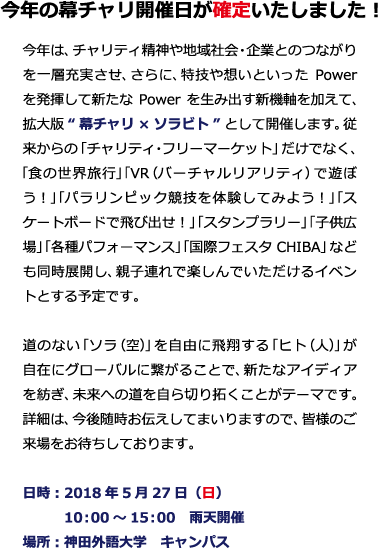 今年の幕チャリ開催日が確定いたしました！
今年は、チャリティ精神や地域社会・企業とのつながり
を一層充実させ、さらに、特技や想いといった Power
を発揮して新たな Power を生み出す新機軸を加えて、
拡大版 “ 幕チャリ × ソラビト ” として開催します。従
来からの「チャリティ・フリーマーケット」だけでなく、
「食の世界旅行」「VR（バーチャルリアリティ）で遊ぼ
う！」「パラリンピック競技を体験してみよう！」「ス
ケートボードで飛び出せ！」「スタンプラリー」「子供広
場」「各種パフォーマンス」「国際フェスタ CHIBA」など
も同時展開し、親子連れで楽しんでいただけるイベン
トとする予定です。
道のない「ソラ（空）」を自由に飛翔する「ヒト（人）」が
自在にグローバルに繋がることで、新たなアイディア
を紡ぎ、未来への道を自ら切り拓くことがテーマです。
詳細は、今後随時お伝えしてまいりますので、皆様のご
来場をお待ちしております。
日時：2018 年 5 月 27 日（日）
10：00 ～ 15：00　雨天開催
場所：神田外語大学　キャンパス